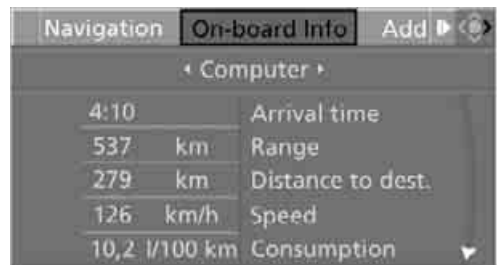 Navigation On-board Info Add
Computer
4:10 Arrival time
537 km Range
279 km Distance to dest.
126 km/h Speed
10,2 l/100 km Consumption